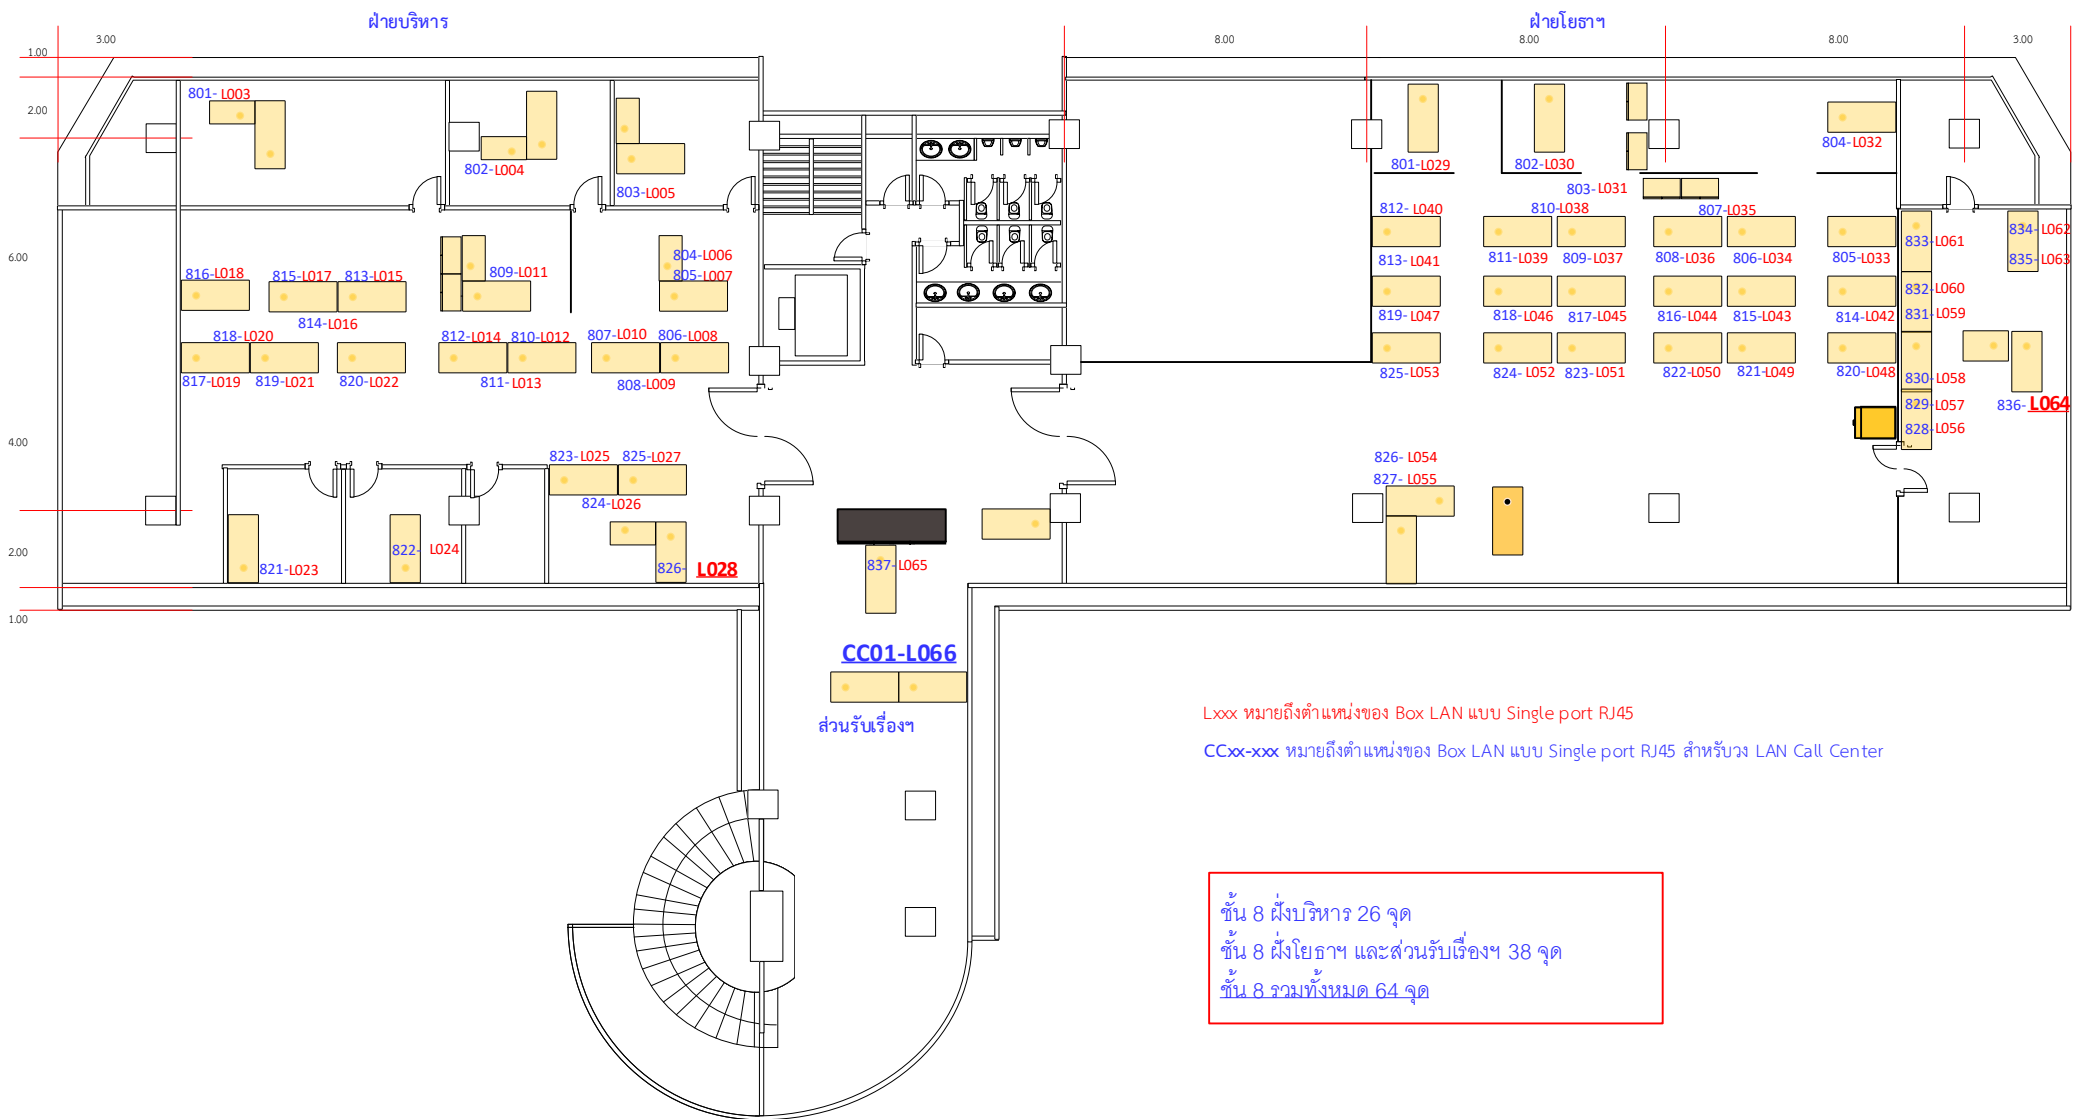 ฝ่ายบริหาร
ฝ่ายโยธาฯ
3.00
8.00
8.00
8.00
3.00
1.00
2.00
6.00
4.00
2.00
1.00
801- L003
802- L004
803-L005
804-L006
805-L007
809-L011
816-L018
815-L017
813-L015
814-L016
818-L020
812-L014
810-L012
807-L010
806-L008
817-L019
819-L021
820-L022
811-L013
808-L009
823-L025
825-L027
824-L026
821-L023
822- L024
826- L028
837-L065
CC01-L066
ส่วนรับเรื่องฯ
801-L029
802-L030
804-L032
803-L031
812- L040
810-L038
807-L035
813-L041
811-L039
809-L037
808-L036
806-L034
805-L033
819-L047
818-L046
817-L045
816-L044
815-L043
814-L042
825-L053
824- L052
823-L051
822-L050
821-L049
820-L048
826- L054
827- L055
833-L061
832-L060
831-L059
830-L058
829-L057
828-L056
834-L062
835-L063
836- L064
Lxxx หมายถึงตำแหน่งของ Box LAN แบบ Single port RJ45
CCxx-xxx หมายถึงตำแหน่งของ Box LAN แบบ Single port RJ45 สำหรับวง LAN Call Center
ชั้น 8 ฝั่งบริหาร 26 จุด
ชั้น 8 ฝั่งโยธาฯ และส่วนรับเรื่องฯ 38 จุด
ชั้น 8 รวมทั้งหมด 64 จุด